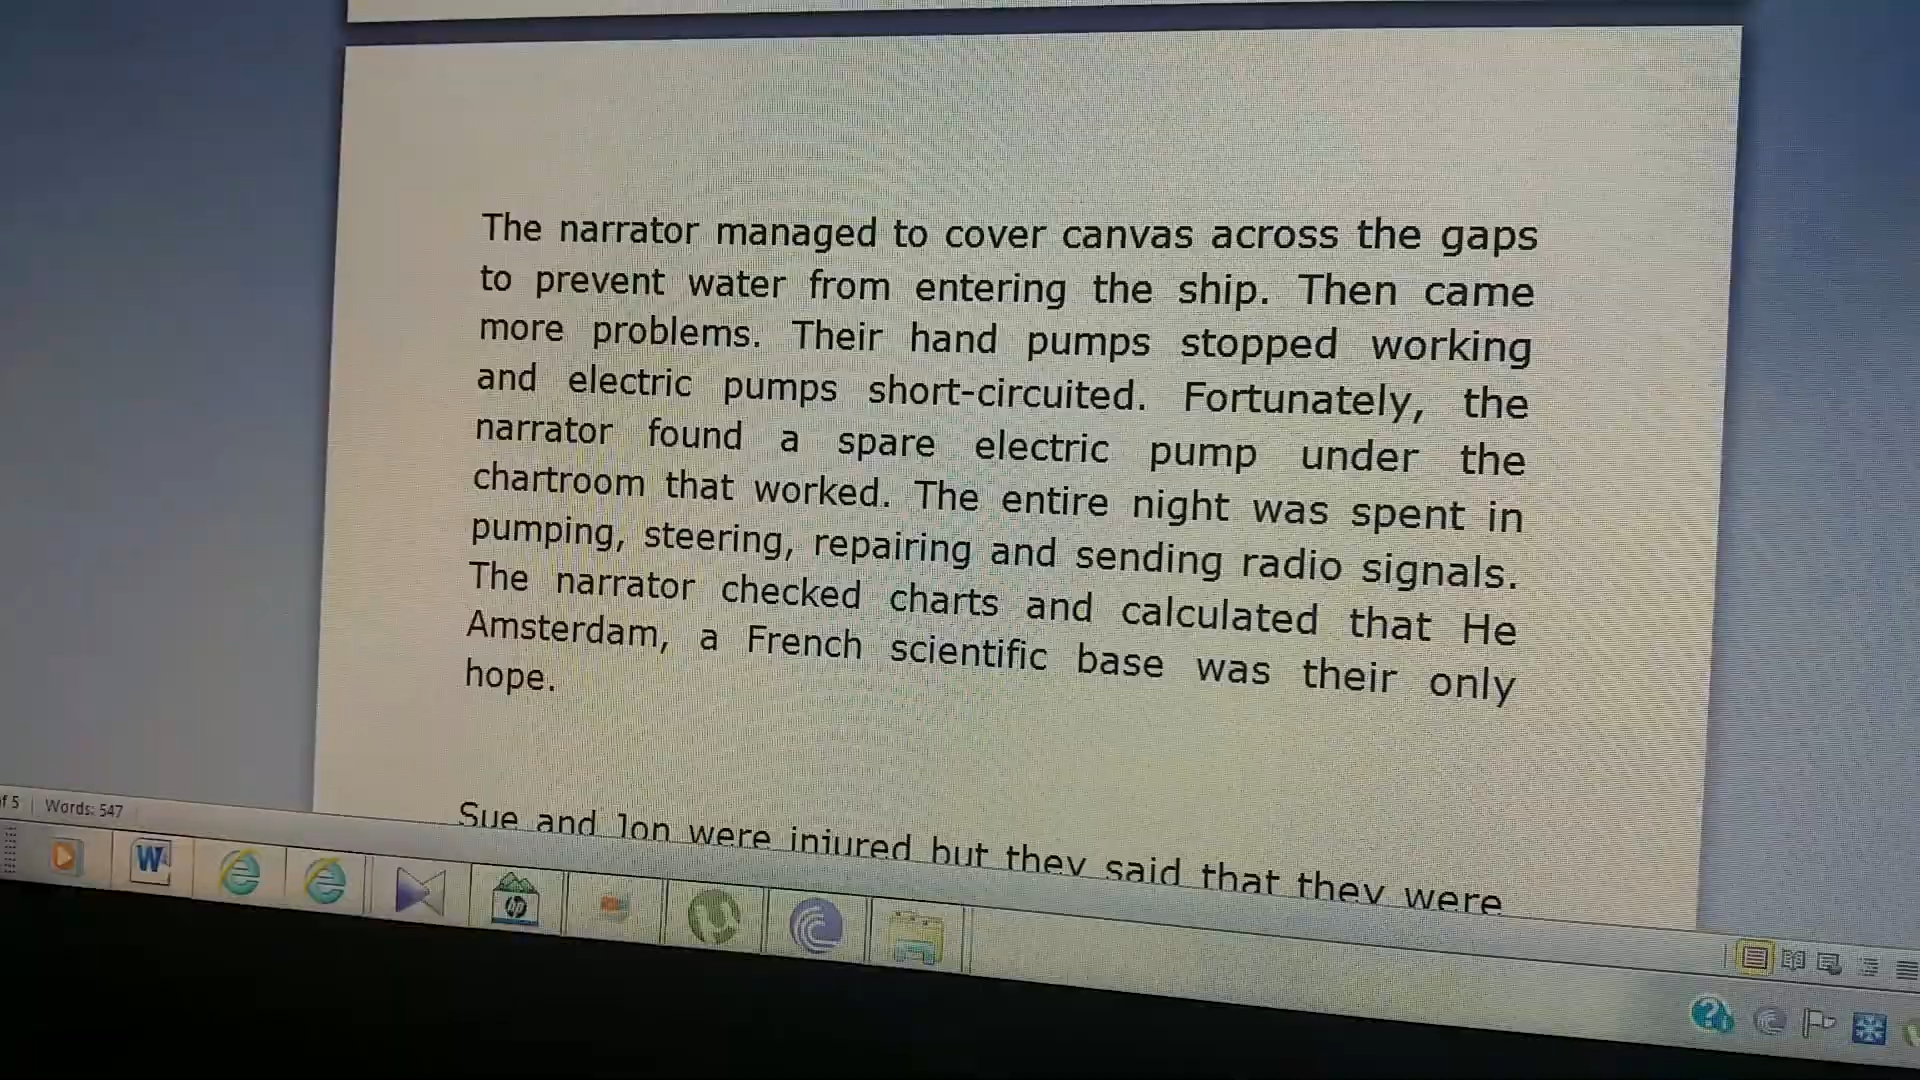 The narrator managed to cover canvas across the gaps
to prevent water from entering the ship. Then came
more problems. Their hand pumps stopped working
and electric pumps short-circuited. Fortunately, the
narrator found a spare electric pump under the
chartroom that worked. The entire night was spent in
pumping, steering, repairing and sending radio signals.
The narrator checked charts and calculated that He
Amsterdam, a French scientific base was their only
hope.
Sue and Jon were injured but they said that they were
f 5 Words: 547
W
hp